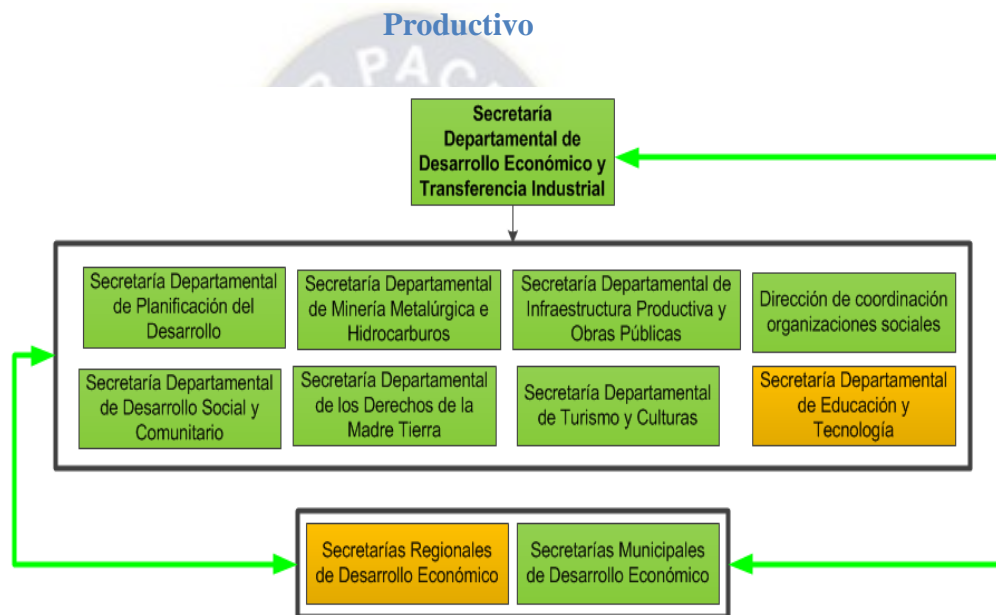 Productivo
PAC
Secretaría
Departamental de
Desarrollo Económico y
Transferencia Industrial
Secretaría Departamental
de Planificación del
Desarrollo
Secretaría Departamental
de Minería Metalúrgica e
Hidrocarburos
Secretaría Departamental de
Infraestructura Productiva y
Obras Públicas
Dirección de coordinación
organizaciones sociales
Secretaría Departamental
de Desarrollo Social y
Comunitario
Secretaría Departamental
de los Derechos de la
Madre Tierra
Secretaría Departamental
de Turismo y Culturas
Secretaría Departamental
de Educación y
Tecnología
Secretarías Regionales
de Desarrollo Económico
Secretarías Municipales
de Desarrollo Económico